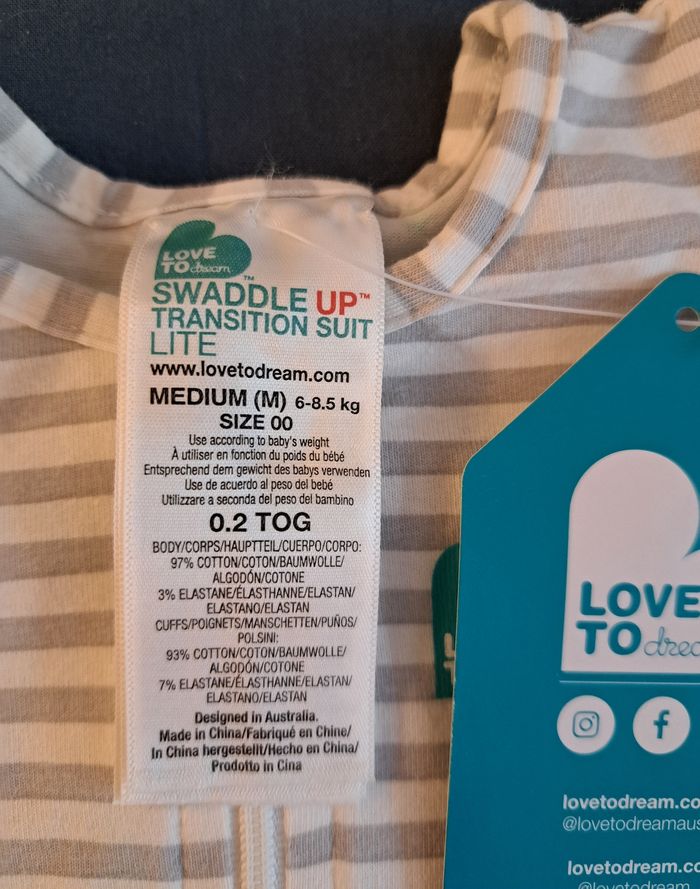 LOVE
TO dream
SWADDLE UP™
TRANSITION SUIT
LITE
www.lovetodream.com
MEDIUM (M) 6-8.5 kg
SIZE 00
Use according to baby's weight
À utiliser en fonction du poids du bébé
Entsprechend dem gewicht des babys verwenden
Use de acuerdo al peso del bebé
Utilizzare a seconda del peso del bambino
0.2 TOG
BODY/CORPS/HAUPTTEIL/CUERPO/CORPO:
97% COTTON/COTON/BAUMWOLLE/
ALGODÓN/COTONE
3% ELASTANE/ÉLASTHANNE/ELASTAN/
ELASTANO/ELASTAN
CUFFS/POIGNETS/MANSCHETTEN/PUÑOS/
POLSINI:
93% COTTON/COTON/BAUMWOLLE/
ALGODÓN/COTONE
7% ELASTANE/ÉLASTHANNE/ELASTAN/
ELASTANO/ELASTAN
Designed in Australia.
Made in China/Fabriqué en Chine/
In China hergestellt/Hecho en China/
Prodotto in Cina
LOVE
TO drea
lovetodream.co
@lovetodreamaus
lovetodream.co